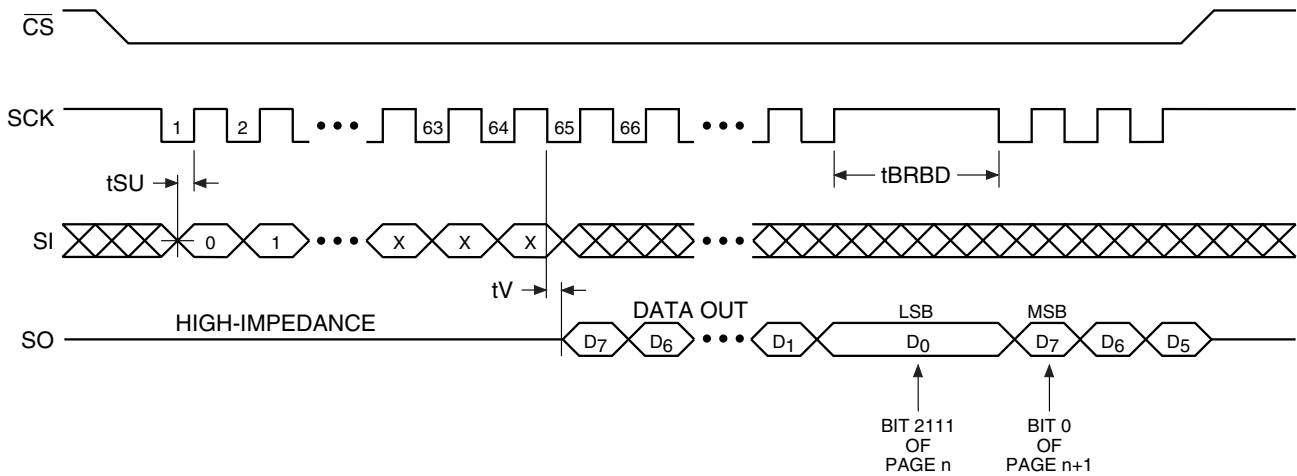 CS
SCK 1 2 ••• 63 64 65 66 •••
tSU tBRBD
SI 0 1 ••• X X X •••
tV
HIGH-IMPEDANCE DATA OUT LSB MSB
SO D7 D6 ••• D1 D0 D7 D6 D5
BIT 2111
OF
PAGE n
BIT 0
OF
PAGE n+1